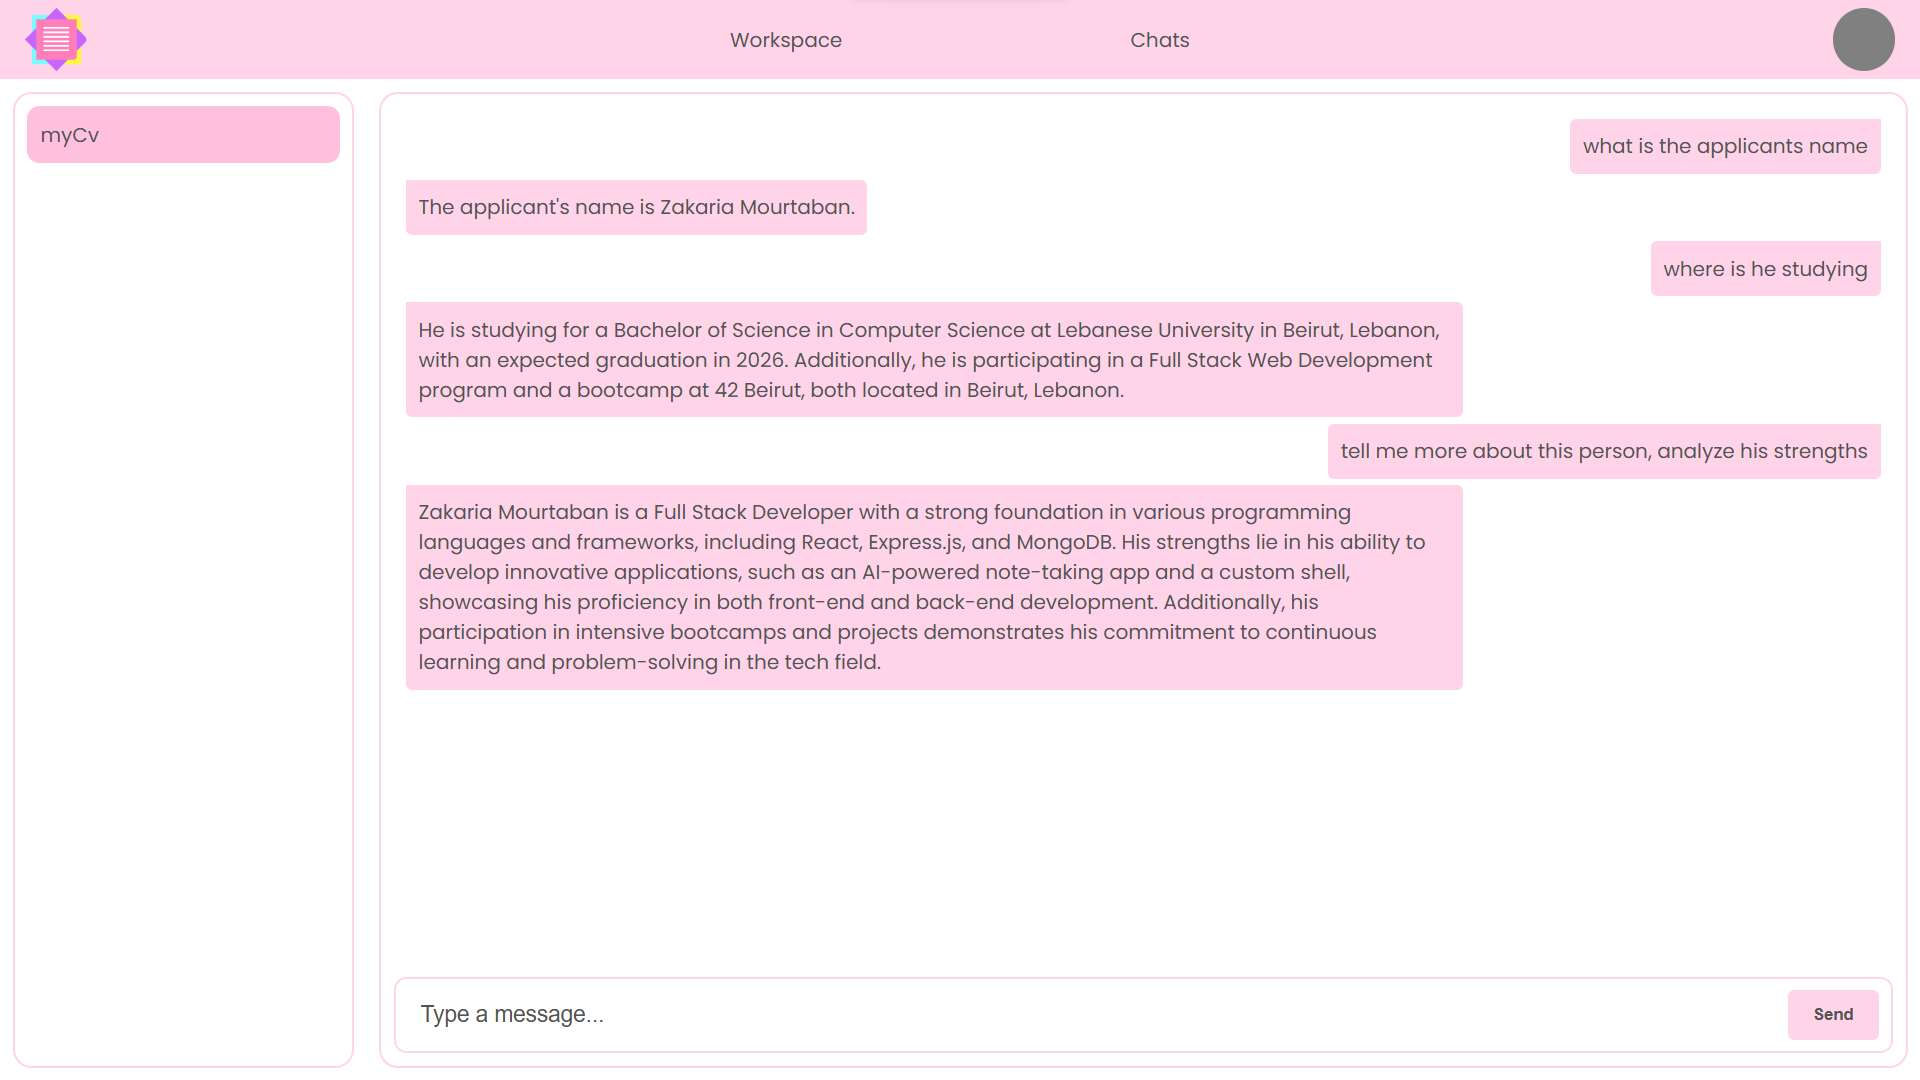 Workspace
Chats
myCv
what is the applicants name
The applicant's name is Zakaria Mourtaban.
where is he studying
He is studying for a Bachelor of Science in Computer Science at Lebanese University in Beirut, Lebanon,
with an expected graduation in 2026. Additionally, he is participating in a Full Stack Web Development
program and a bootcamp at 42 Beirut, both located in Beirut, Lebanon.
tell me more about this person, analyze his strengths
Zakaria Mourtaban is a Full Stack Developer with a strong foundation in various programming
languages and frameworks, including React, Express.js, and MongoDB. His strengths lie in his ability to
develop innovative applications, such as an AI-powered note-taking app and a custom shell,
showcasing his proficiency in both front-end and back-end development. Additionally, his
participation in intensive bootcamps and projects demonstrates his commitment to continuous
learning and problem-solving in the tech field.
Type a message...
Send